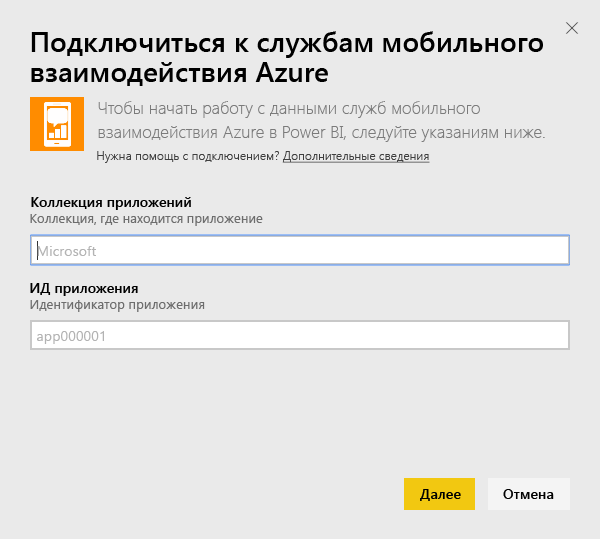 Подключиться к службам мобильного
взаимодействия Azure
Чтобы начать работу с данными служб мобильного
взаимодействия Azure в Power BI, следуйте указаниям ниже.
Нужна помощь с подключением? Дополнительные сведения
Коллекция приложений
Коллекция, где находится приложение
Microsoft
ИД приложения
Идентификатор приложения
app000001
Далее
Отмена